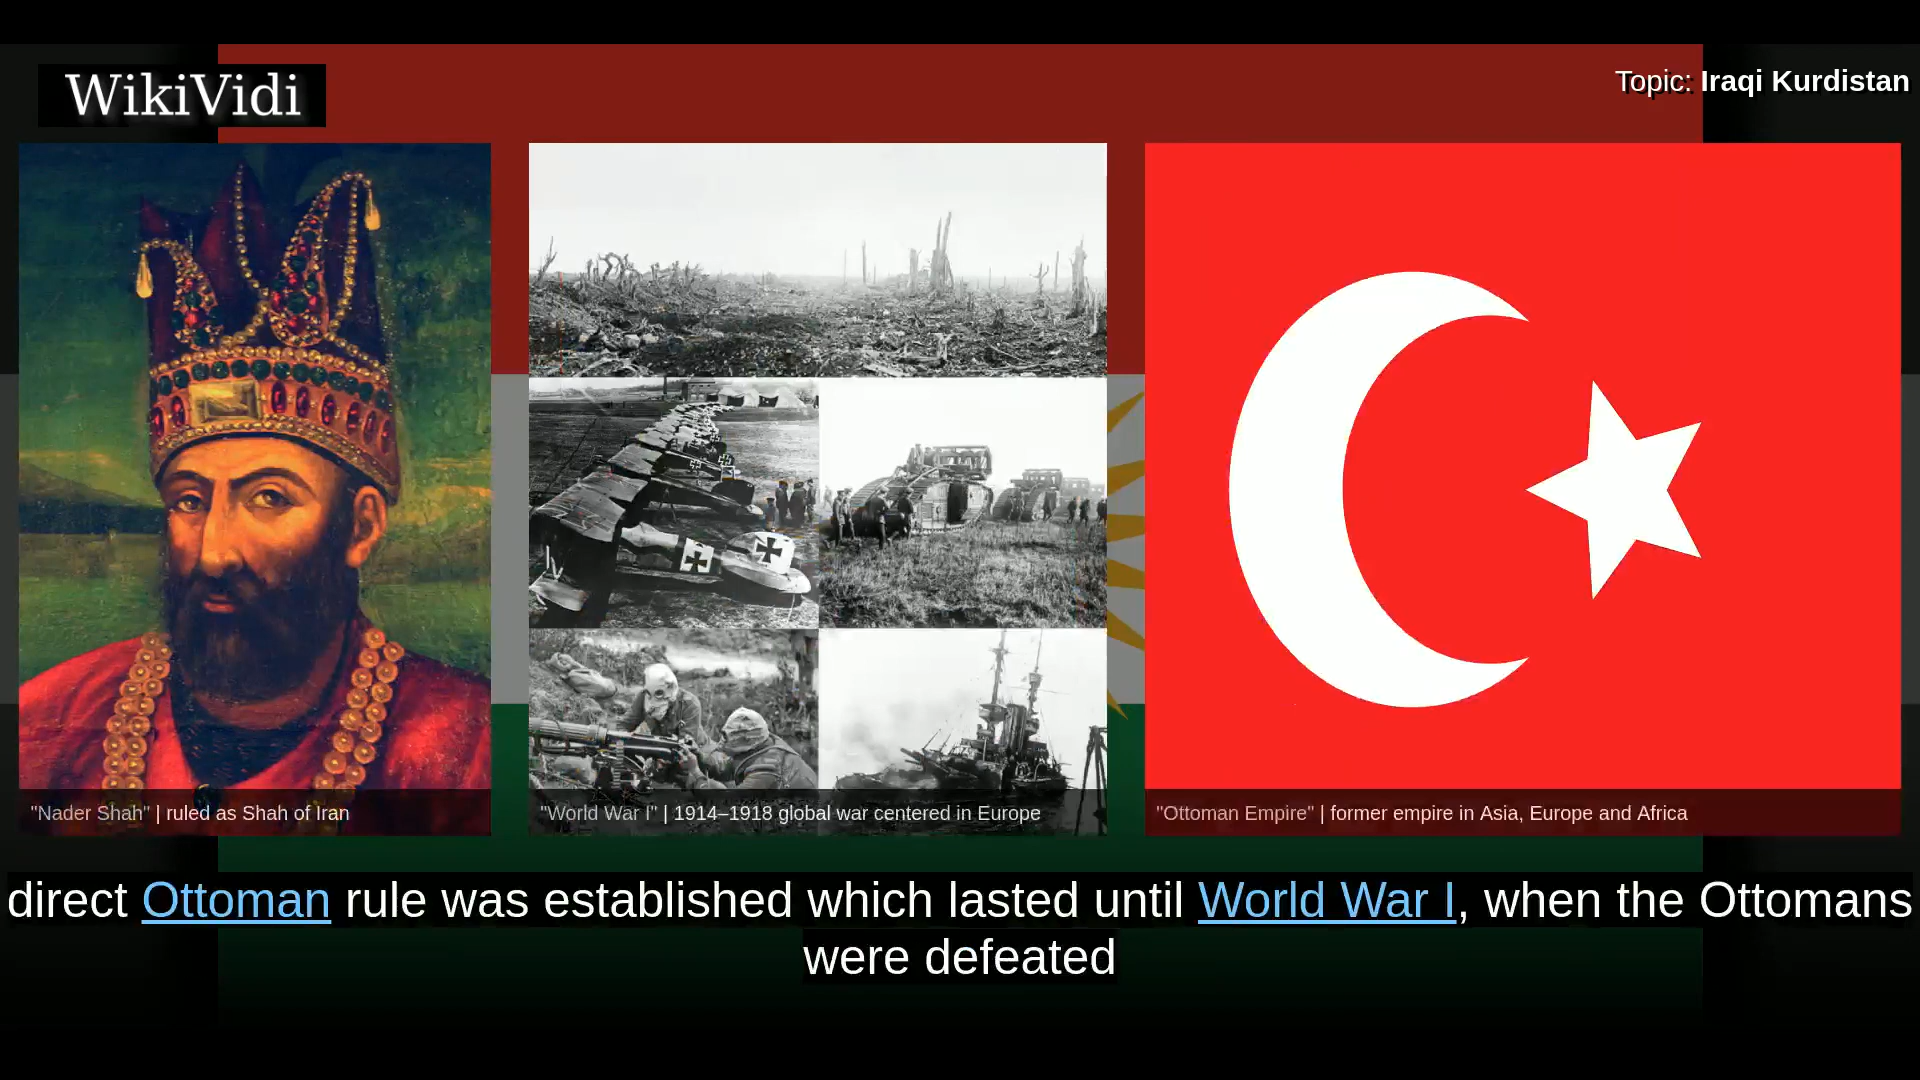 WikiVidi
Topic: Iraqi Kurdistan
"Nader Shah" | ruled as Shah of Iran
"World War I" | 1914–1918 global war centered in Europe
"Ottoman Empire" | former empire in Asia, Europe and Africa
direct Ottoman rule was established which lasted until World War I, when the Ottomans
were defeated